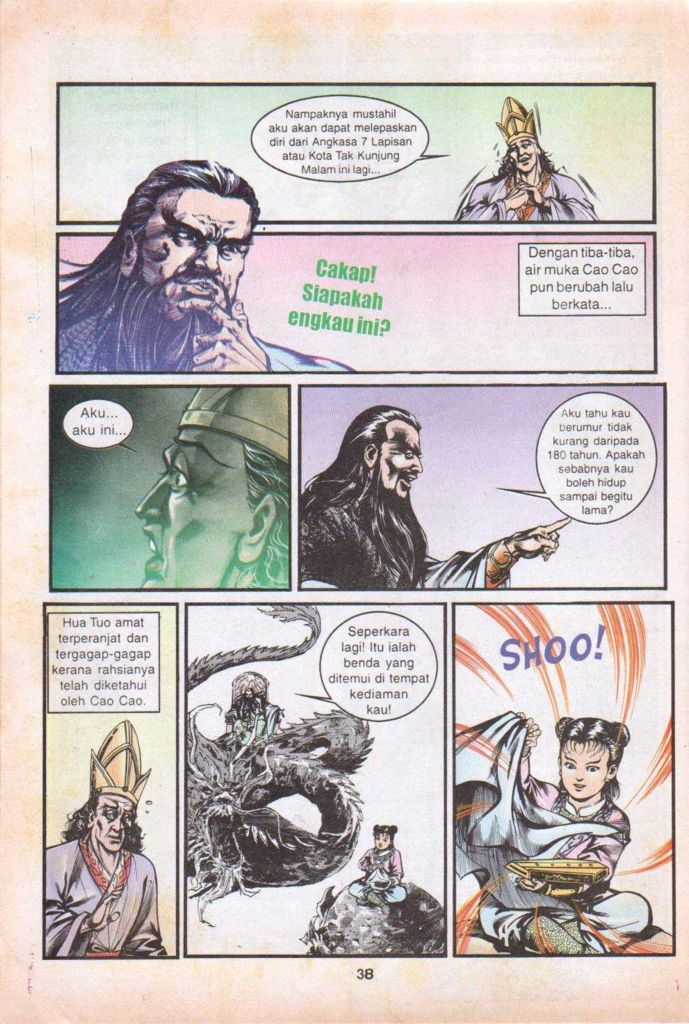 Nampaknya mustahil
aku akan dapat melepaskan
diri dari Angkasa 7 Lapisan
atau Kota Tak Kunjung
Malam ini lagi...
Cakap!
Siapakah
engkau ini?
Dengan tiba-tiba,
air muka Cao Cao
pun berubah lalu
berkata...
Aku...
aku ini...
Aku tahu kau
berumur tidak
kurang daripada
180 tahun. Apakah
sebabnya kau
boleh hidup
sampai begitu
lama?
Hua Tuo amat
terperanjat dan
tergagap-gagap
kerana rahsianya
telah diketahui
oleh Cao Cao.
Seperkara
lagi! Itu ialah
benda yang
ditemui di tempat
kediaman
kau!
SHOO!
38